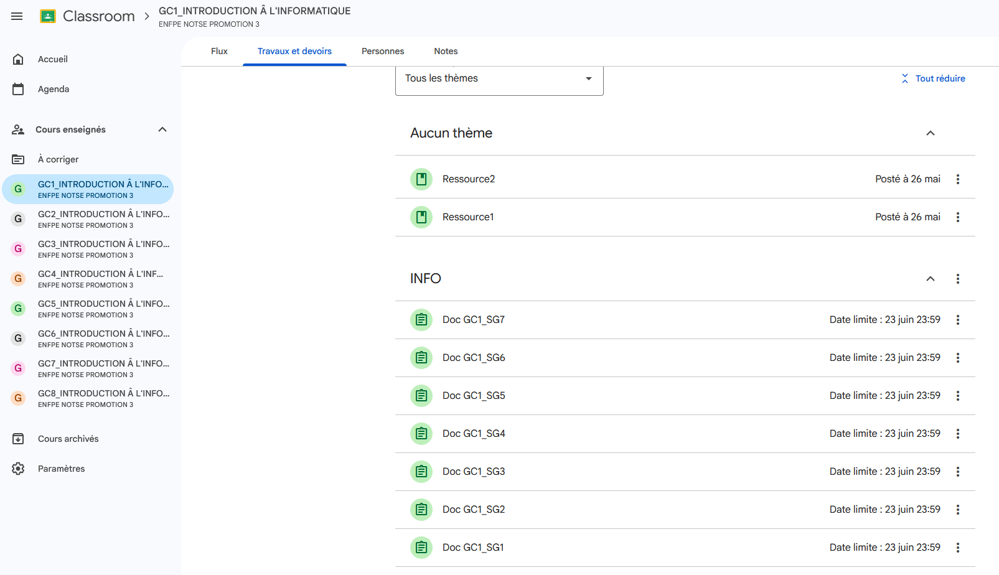 Classroom
GC1_INTRODUCTION Â L'INFORMATIQUE
ENFPE NOTSE PROMOTION 3
Accueil
Agenda
Cours enseignés
À corriger
G
GC1_INTRODUCTION Â L'INFO...
ENFPE NOTSE PROMOTION 3
G
GC2_INTRODUCTION Â L'INFO...
ENFPE NOTSE PROMOTION 3
G
GC3_INTRODUCTION Â L'INFO...
ENFPE NOTSE PROMOTION 3
G
GC4_INTRODUCTION Â L'INF...
ENFPE NOTSE PROMOTION 3
G
GC5_INTRODUCTION Â L'INFO...
ENFPE NOTSE PROMOTION 3
G
GC6_INTRODUCTION Â L'INFO...
ENFPE NOTSE PROMOTION 3
G
GC7_INTRODUCTION Â L'INFO...
ENFPE NOTSE PROMOTION 3
G
GC8_INTRODUCTION Â L'INFO...
ENFPE NOTSE PROMOTION 3
Cours archivés
Paramètres
Flux Travaux et devoirs Personnes Notes
Tous les thèmes Tout réduire
Aucun thème
Ressource2 Posté à 26 mai
Ressource1 Posté à 26 mai
INFO
Doc GC1_SG7 Date limite : 23 juin 23:59
Doc GC1_SG6 Date limite : 23 juin 23:59
Doc GC1_SG5 Date limite : 23 juin 23:59
Doc GC1_SG4 Date limite : 23 juin 23:59
Doc GC1_SG3 Date limite : 23 juin 23:59
Doc GC1_SG2 Date limite : 23 juin 23:59
Doc GC1_SG1 Date limite : 23 juin 23:59